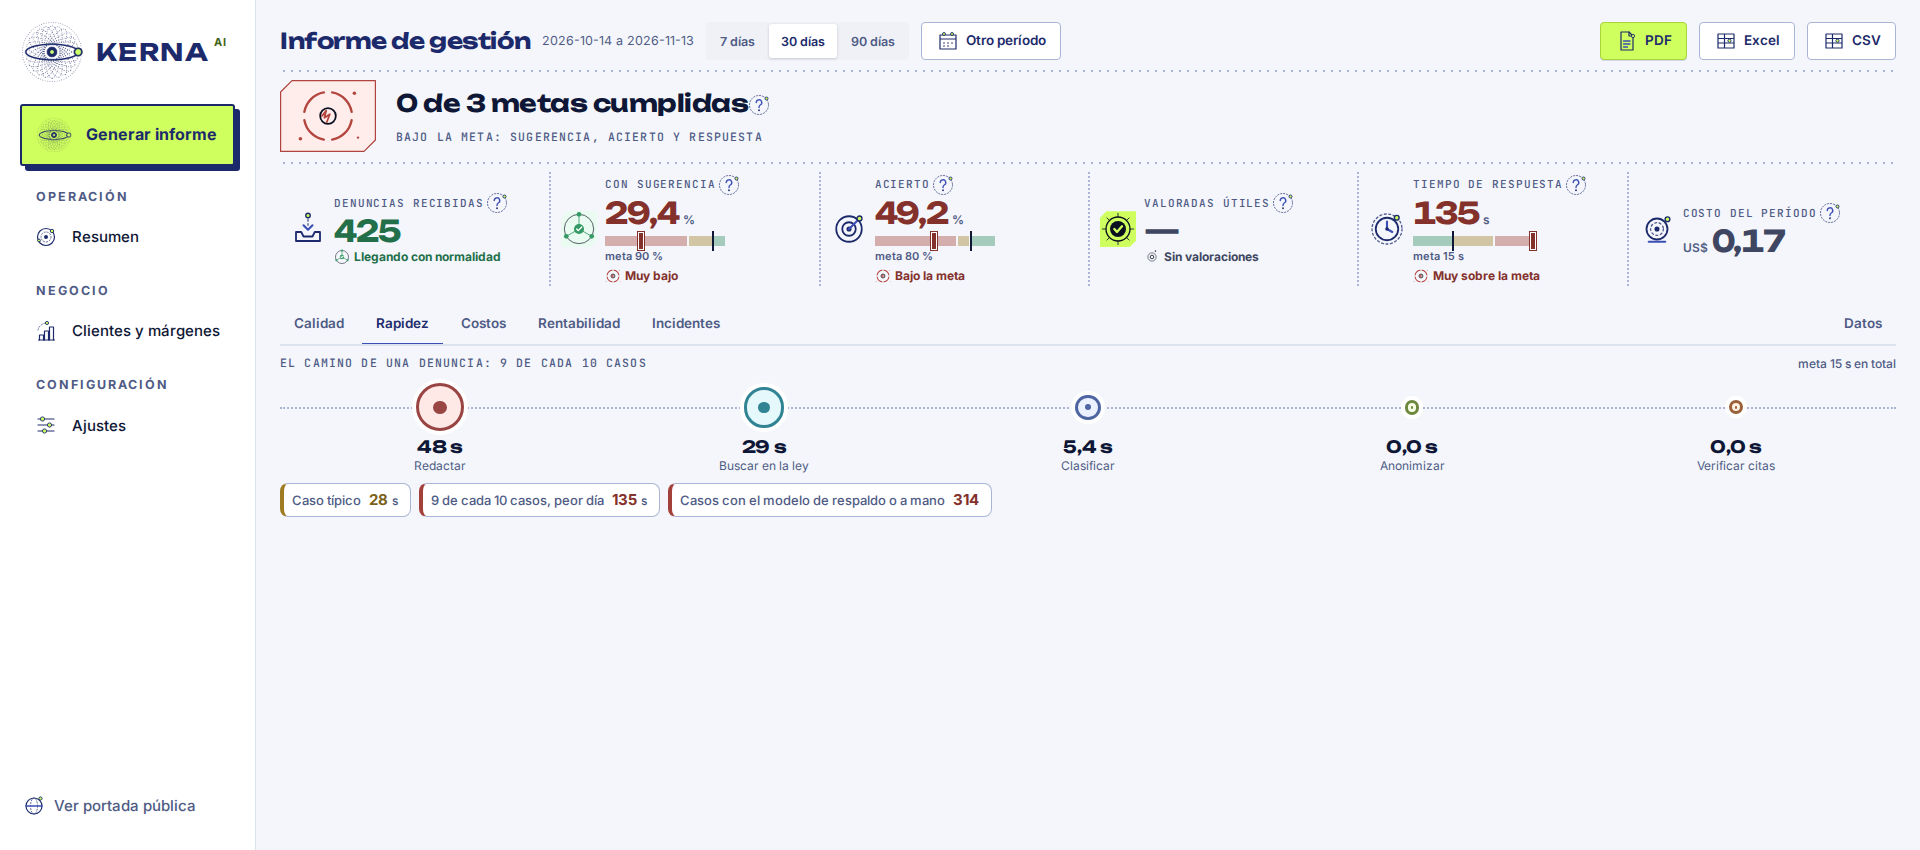 KERNA AI
Generar informe
OPERACIÓN
Resumen
NEGOCIO
Clientes y márgenes
CONFIGURACIÓN
Ajustes
Ver portada pública
Informe de gestión 2026-10-14 a 2026-11-13 7 días 30 días 90 días Otro período PDF Excel CSV
0 de 3 metas cumplidas ?
BAJO LA META: SUGERENCIA, ACIERTO Y RESPUESTA
DENUNCIAS RECIBIDAS ?
425
Llegando con normalidad
CON SUGERENCIA ?
29,4 %
meta 90 %
Muy bajo
ACIERTO ?
49,2 %
meta 80 %
Bajo la meta
VALORADAS ÚTILES ?
—
Sin valoraciones
TIEMPO DE RESPUESTA ?
135 s
meta 15 s
Muy sobre la meta
COSTO DEL PERÍODO ?
US$ 0,17
Calidad Rapidez Costos Rentabilidad Incidentes Datos
EL CAMINO DE UNA DENUNCIA: 9 DE CADA 10 CASOS meta 15 s en total
48 s 29 s 5,4 s 0,0 s 0,0 s
Redactar Buscar en la ley Clasificar Anonimizar Verificar citas
Caso típico 28 s 9 de cada 10 casos, peor día 135 s Casos con el modelo de respaldo o a mano 314